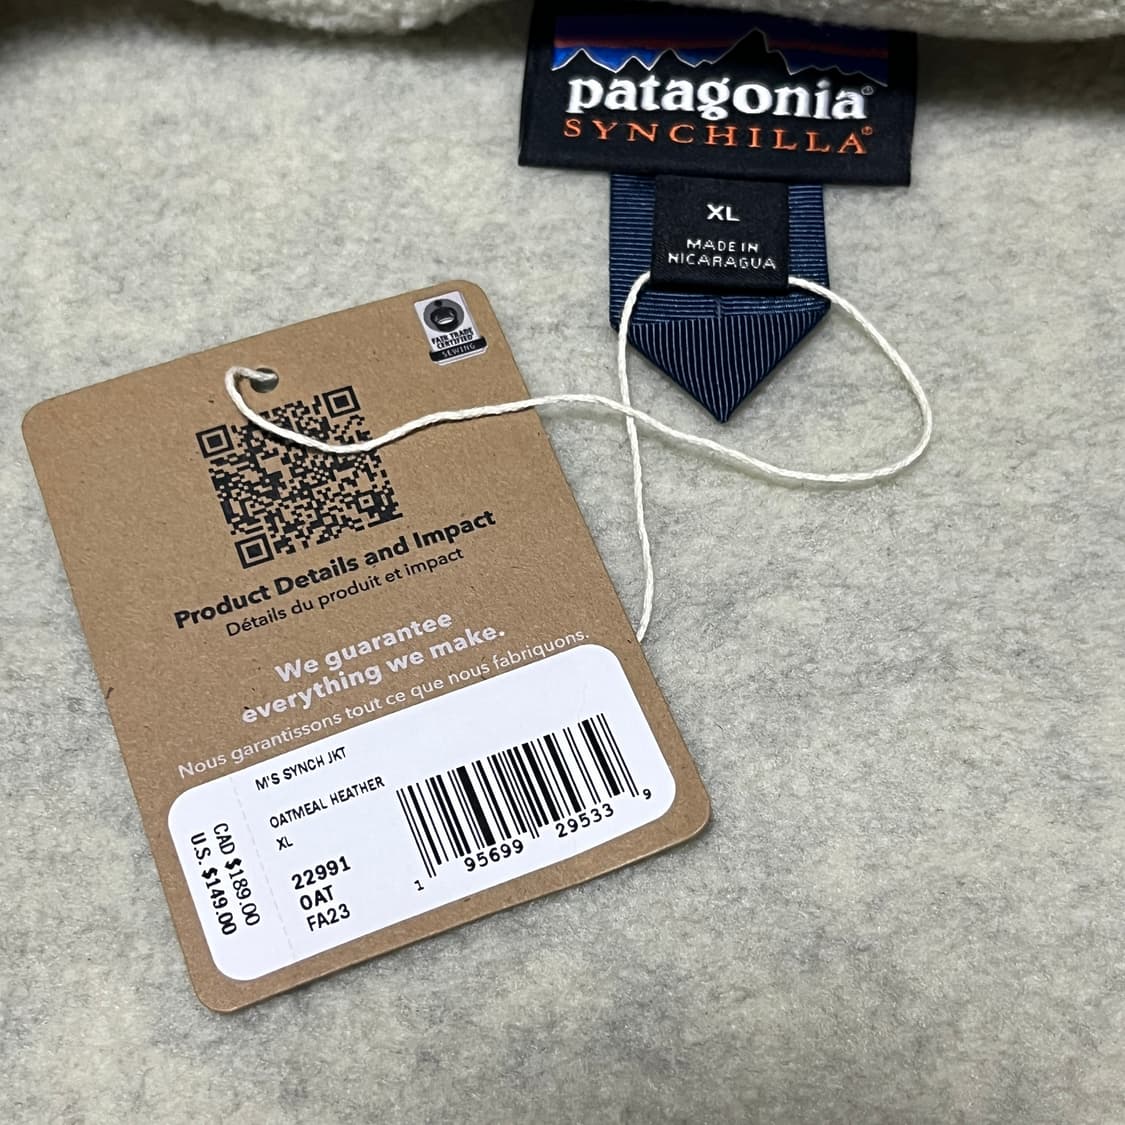 patagonia®
SYNCHILLA®
XL
MADE IN
NICARAGUA
FAIR TRADE
CERTIFIED
SEWING
Product Details and Impact
Détails du produit et impact
We guarantee
everything we make.
Nous garantissons tout ce que nous fabriquons.
M'S SYNCH JKT
OATMEAL HEATHER
XL
22991
OAT
FA23
CAD $189.00
U.S. $149.00
1 95699 29533 9